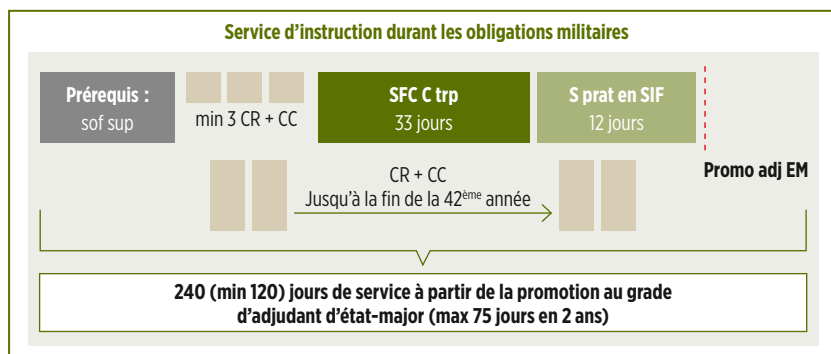 Service d’instruction durant les obligations militaires
Prérequis :
sof sup
min 3 CR + CC
SFC C trp
33 jours
S prat en SIF
12 jours
Promo adj EM
CR + CC
Jusqu’à la fin de la 42ème année
240 (min 120) jours de service à partir de la promotion au grade
d’adjudant d’état-major (max 75 jours en 2 ans)